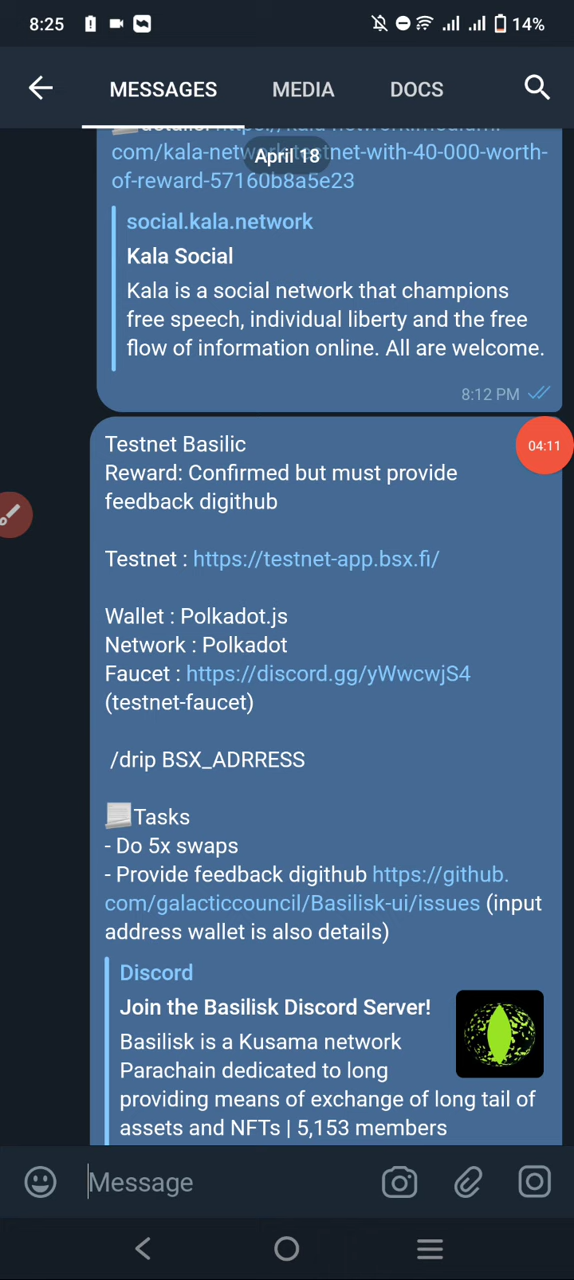 8:25
14%
MESSAGES
MEDIA
DOCS
details: https://kala-network.medium.
com/kala-network-testnet-with-40-000-worth-
April 18
of-reward-57160b8a5e23
social.kala.network
Kala Social
Kala is a social network that champions
free speech, individual liberty and the free
flow of information online. All are welcome.
8:12 PM
Testnet Basilic
04:11
Reward: Confirmed but must provide
feedback digithub
Testnet : https://testnet-app.bsx.fi/
Wallet : Polkadot.js
Network : Polkadot
Faucet : https://discord.gg/yWwcwjS4
(testnet-faucet)
/drip BSX_ADRRESS
Tasks
- Do 5x swaps
- Provide feedback digithub https://github.
com/galacticcouncil/Basilisk-ui/issues (input
address wallet is also details)
Discord
Join the Basilisk Discord Server!
Basilisk is a Kusama network
Parachain dedicated to long
providing means of exchange of long tail of
assets and NFTs | 5,153 members
Message